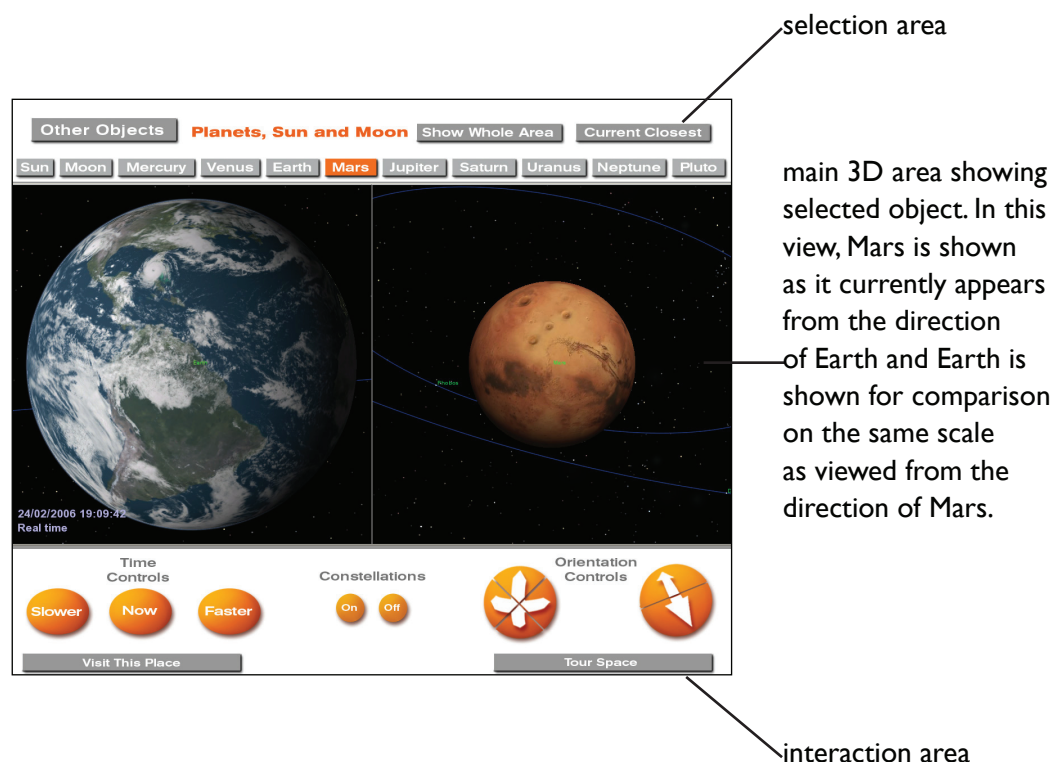 selection area
Other Objects
Planets, Sun and Moon
Show Whole Area
Current Closest
Sun
Moon
Mercury
Venus
Earth
Mars
Jupiter
Saturn
Uranus
Neptune
Pluto
main 3D area showing
selected object. In this
view, Mars is shown
as it currently appears
from the direction
of Earth and Earth is
shown for comparison
on the same scale
as viewed from the
direction of Mars.
Earth
24/02/2006 19:09:42
Real time
Time
Controls
Slower
Now
Faster
Constellations
On
Off
Orientation
Controls
Visit This Place
Tour Space
interaction area